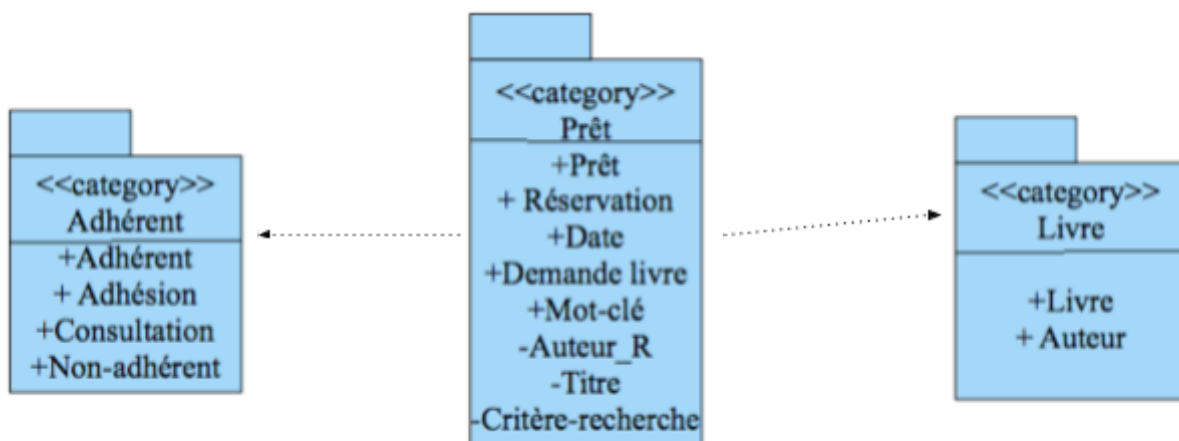 <<category>>
Adhérent
+Adhérent
+ Adhésion
+Consultation
+Non-adhérent
<<category>>
Prêt
+Prêt
+ Réservation
+Date
+Demande livre
+Mot-clé
-Auteur_R
-Titre
-Critère-recherche
<<category>>
Livre
+Livre
+ Auteur